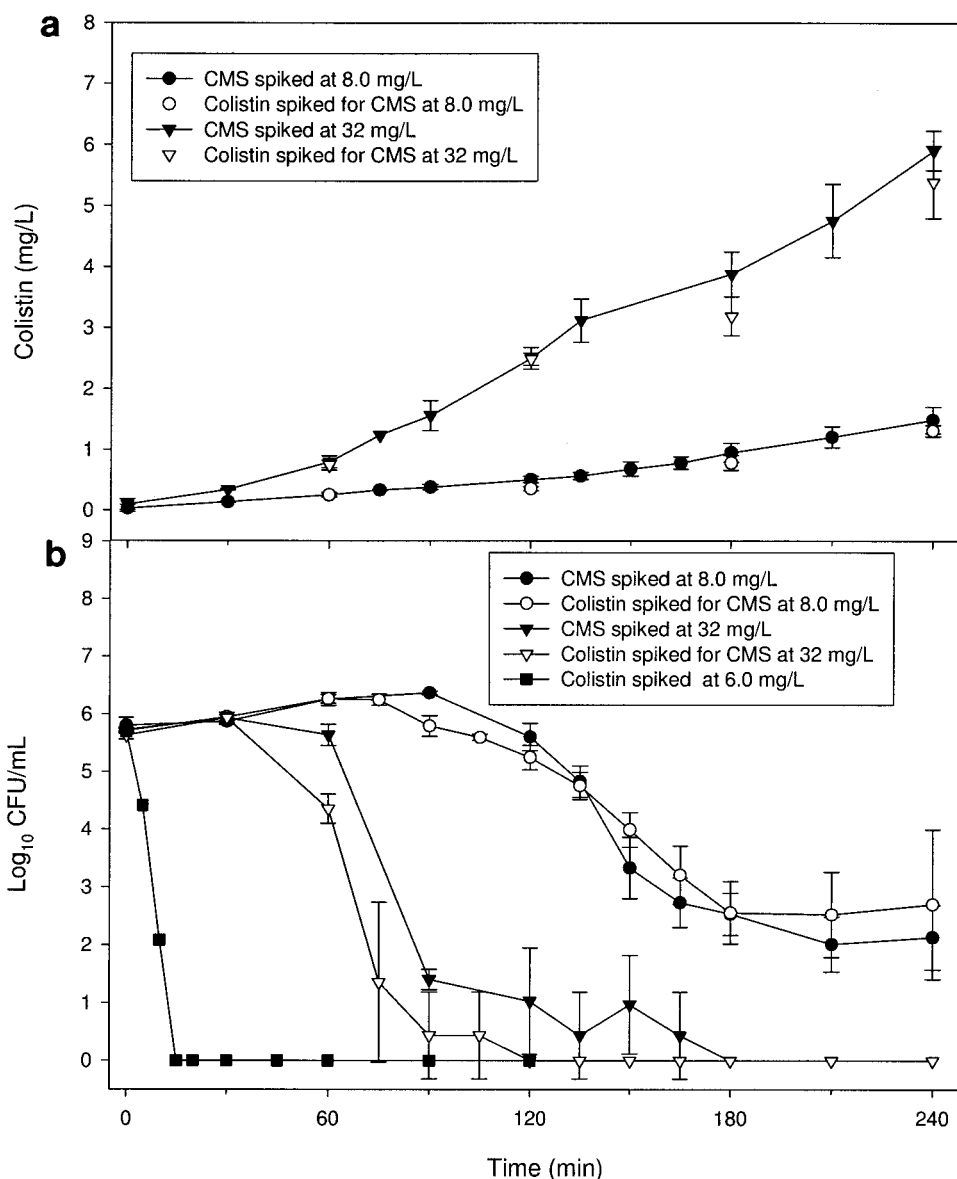 a
8
7
6
5
4
3
2
1
0
Colistin (mg/L)
CMS spiked at 8.0 mg/L
Colistin spiked for CMS at 8.0 mg/L
CMS spiked at 32 mg/L
Colistin spiked for CMS at 32 mg/L
b
9
8
7
6
5
4
3
2
1
0
Log10 CFU/mL
CMS spiked at 8.0 mg/L
Colistin spiked for CMS at 8.0 mg/L
CMS spiked at 32 mg/L
Colistin spiked for CMS at 32 mg/L
Colistin spiked at 6.0 mg/L
0 60 120 180 240
Time (min)